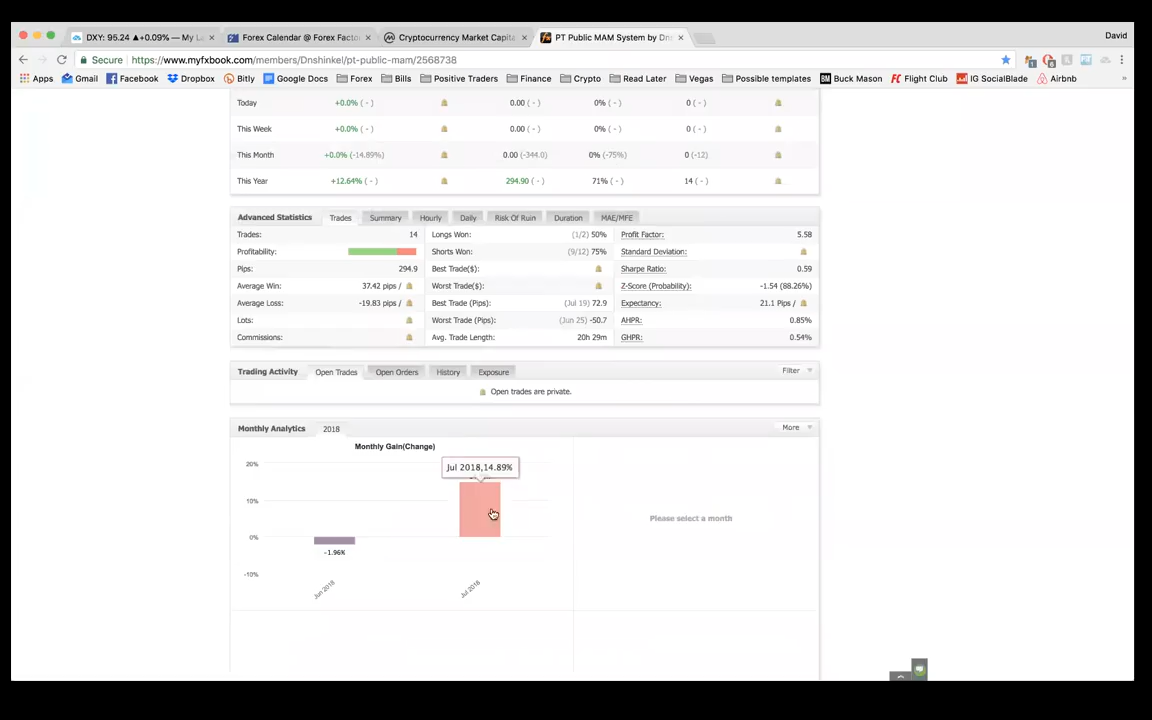 DXY: 95.24 ▲+0.09% — My L
Forex Calendar @ Forex Facto
Cryptocurrency Market Capita
PT Public MAM System by Dns
David
Secure https://www.myfxbook.com/members/Dnshinkel/pt-public-mam/2568738
Apps Gmail Facebook Dropbox Bitly Google Docs Forex Bills Positive Traders Finance Crypto Read Later Vegas Possible templates BM Buck Mason Flight Club IG SocialBlade Airbnb »
Today +0.0% ( - ) 0.00 ( - ) 0% ( - ) 0 ( - )
This Week +0.0% ( - ) 0.00 ( - ) 0% ( - ) 0 ( - )
This Month +0.0% (-14.89%) 0.00 (-344.0) 0% (-75%) 0 (-12)
This Year +12.64% ( - ) 294.90 ( - ) 71% ( - ) 14 ( - )
Advanced Statistics Trades Summary Hourly Daily Risk Of Ruin Duration MAE/MFE
Trades: 14 Longs Won: (1/2) 50% Profit Factor: 5.58
Profitability: Shorts Won: (9/12) 75% Standard Deviation:
Pips: 294.9 Best Trade($): Sharpe Ratio: 0.59
Average Win: 37.42 pips / Worst Trade($): Z-Score (Probability): -1.54 (88.26%)
Average Loss: -19.83 pips / Best Trade (Pips): (Jul 19) 72.9 Expectancy: 21.1 Pips /
Lots: Worst Trade (Pips): (Jun 25) -50.7 AHPR: 0.85%
Commissions: Avg. Trade Length: 20h 29m GHPR: 0.54%
Trading Activity Open Trades Open Orders History Exposure Filter
Open trades are private.
Monthly Analytics 2018 More
Monthly Gain(Change)
20%
Jul 2018,14.89%
10%
0%
-1.96%
-10%
Jun 2018 Jul 2018
Please select a month